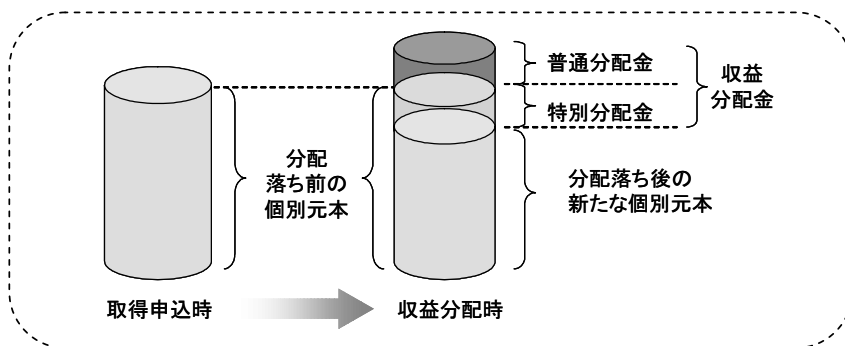 普通分配金
特別分配金
収益
分配金
分配
落ち前の
個別元本
分配落ち後の
新たな個別元本
取得申込時
収益分配時